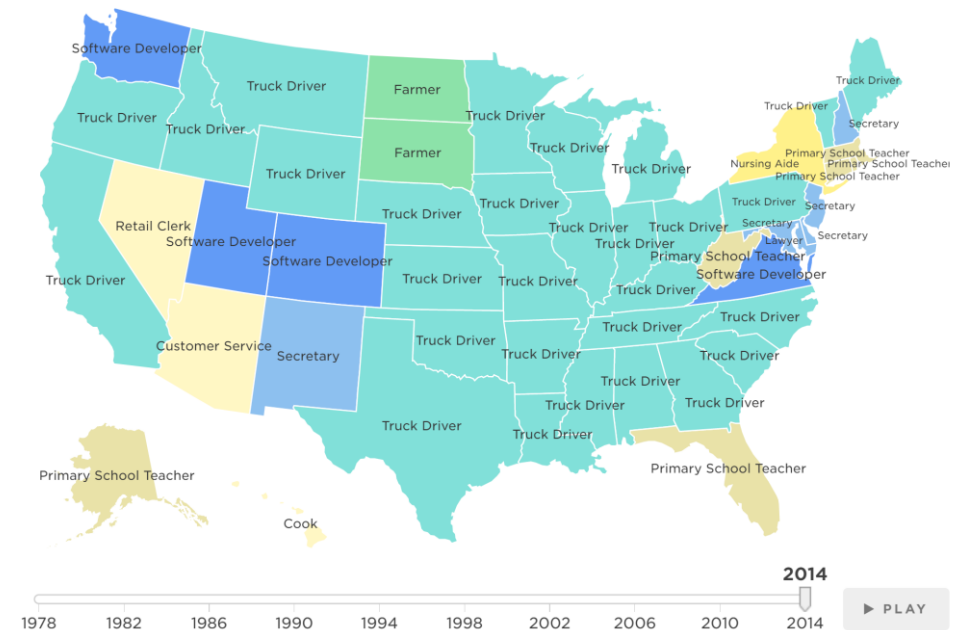 Software Developer
Truck Driver
Farmer
Truck Driver
Truck Driver
Truck Driver
Truck Driver
Secretary
Truck Driver
Truck Driver
Truck Driver
Farmer
Primary School Teacher
Nursing Aide
Primary School Teacher
Primary School Teacher
Truck Driver
Truck Driver
Truck Driver
Truck Driver
Secretary
Truck Driver
Retail Clerk
Software Developer
Truck Driver
Truck Driver
Truck Driver
Secretary
Secretary
Lawyer
Primary School Teacher
Software Developer
Software Developer
Truck Driver
Truck Driver
Truck Driver
Truck Driver
Truck Driver
Truck Driver
Customer Service
Secretary
Truck Driver
Truck Driver
Truck Driver
Truck Driver
Truck Driver
Truck Driver
Truck Driver
Truck Driver
Primary School Teacher
Primary School Teacher
Cook
2014
1978
1982
1986
1990
1994
1998
2002
2006
2010
2014
PLAY